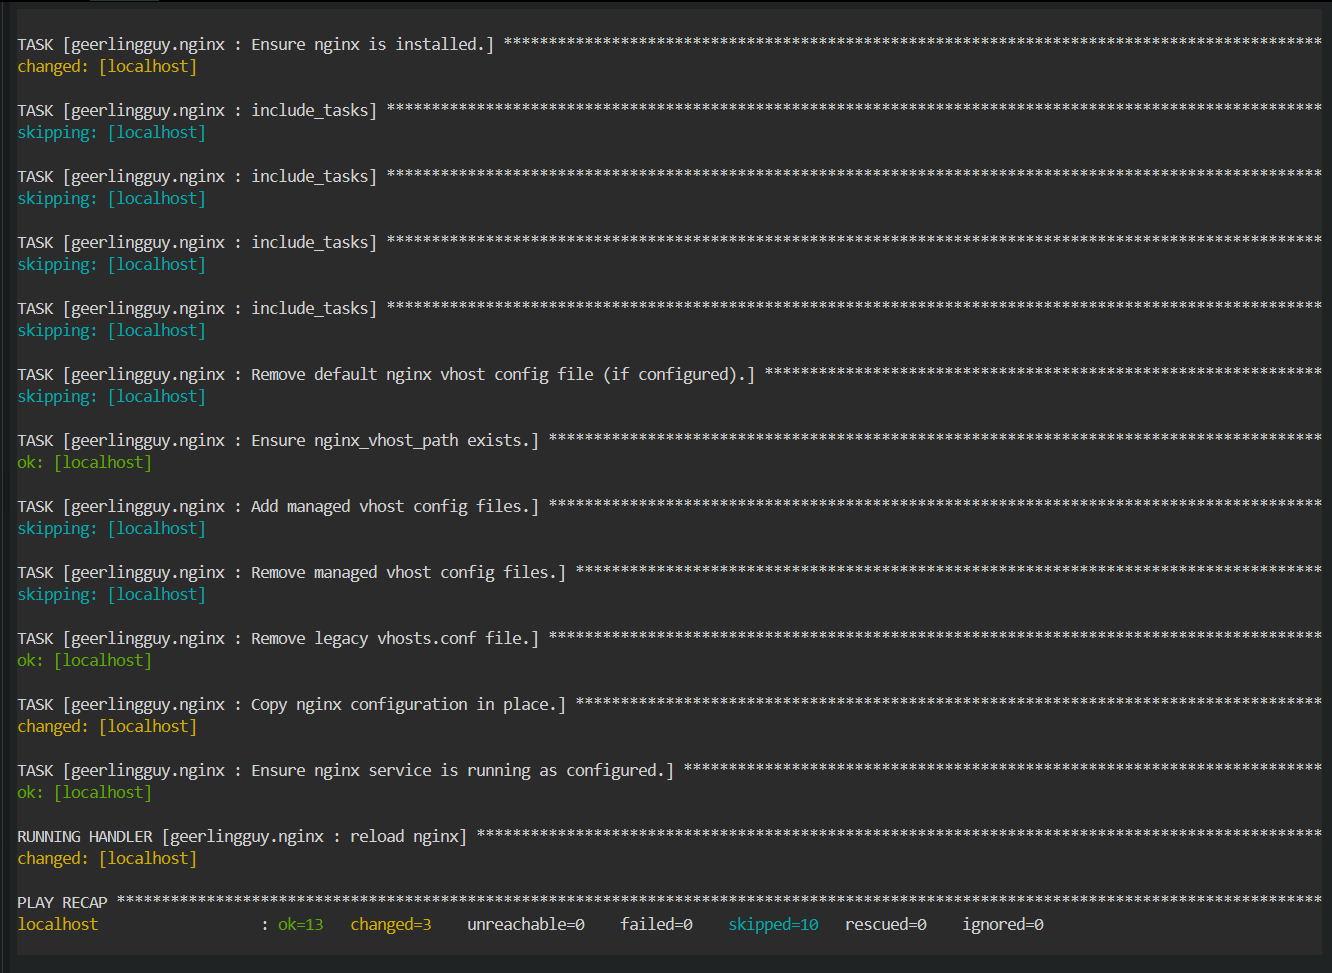 TASK [geerlingguy.nginx : Ensure nginx is installed.] *******************************************************************************************
changed: [localhost]
TASK [geerlingguy.nginx : include_tasks] ********************************************************************************************************
skipping: [localhost]
TASK [geerlingguy.nginx : include_tasks] ********************************************************************************************************
skipping: [localhost]
TASK [geerlingguy.nginx : include_tasks] ********************************************************************************************************
skipping: [localhost]
TASK [geerlingguy.nginx : include_tasks] ********************************************************************************************************
skipping: [localhost]
TASK [geerlingguy.nginx : Remove default nginx vhost config file (if configured).] **************************************************************
skipping: [localhost]
TASK [geerlingguy.nginx : Ensure nginx_vhost_path exists.] **************************************************************************************
ok: [localhost]
TASK [geerlingguy.nginx : Add managed vhost config files.] **************************************************************************************
skipping: [localhost]
TASK [geerlingguy.nginx : Remove managed vhost config files.] ***********************************************************************************
skipping: [localhost]
TASK [geerlingguy.nginx : Remove legacy vhosts.conf file.] **************************************************************************************
ok: [localhost]
TASK [geerlingguy.nginx : Copy nginx configuration in place.] ***********************************************************************************
changed: [localhost]
TASK [geerlingguy.nginx : Ensure nginx service is running as configured.] ***********************************************************************
ok: [localhost]
RUNNING HANDLER [geerlingguy.nginx : reload nginx] **********************************************************************************************
changed: [localhost]
PLAY RECAP **************************************************************************************************************************************
localhost                  : ok=13   changed=3    unreachable=0    failed=0    skipped=10   rescued=0    ignored=0